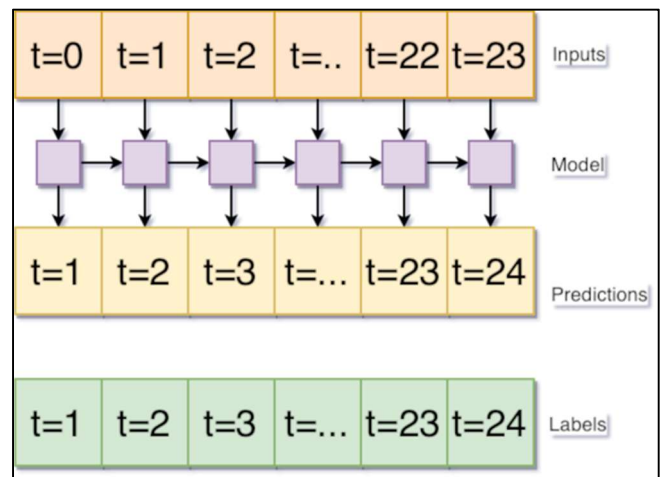 t=0 t=1 t=2 t=.. t=22 t=23 Inputs
Model
t=1 t=2 t=3 t=... t=23 t=24 Predictions
t=1 t=2 t=3 t=... t=23 t=24 Labels